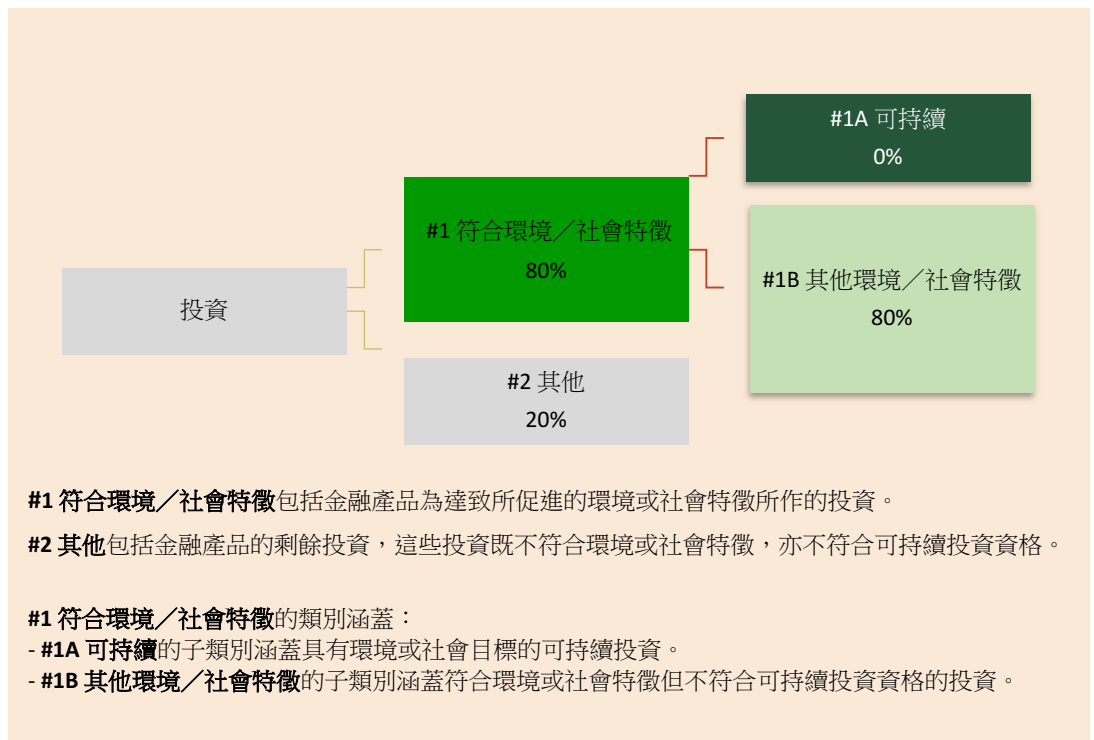 #1A 可持續
0%
#1 符合環境／社會特徵
80%
#1B 其他環境／社會特徵
80%
投資
#2 其他
20%
#1 符合環境／社會特徵包括金融產品為達致所促進的環境或社會特徵所作的投資。
#2 其他包括金融產品的剩餘投資，這些投資既不符合環境或社會特徵，亦不符合可持續投資資格。
#1 符合環境／社會特徵的類別涵蓋：
- #1A 可持續的子類別涵蓋具有環境或社會目標的可持續投資。
- #1B 其他環境／社會特徵的子類別涵蓋符合環境或社會特徵但不符合可持續投資資格的投資。